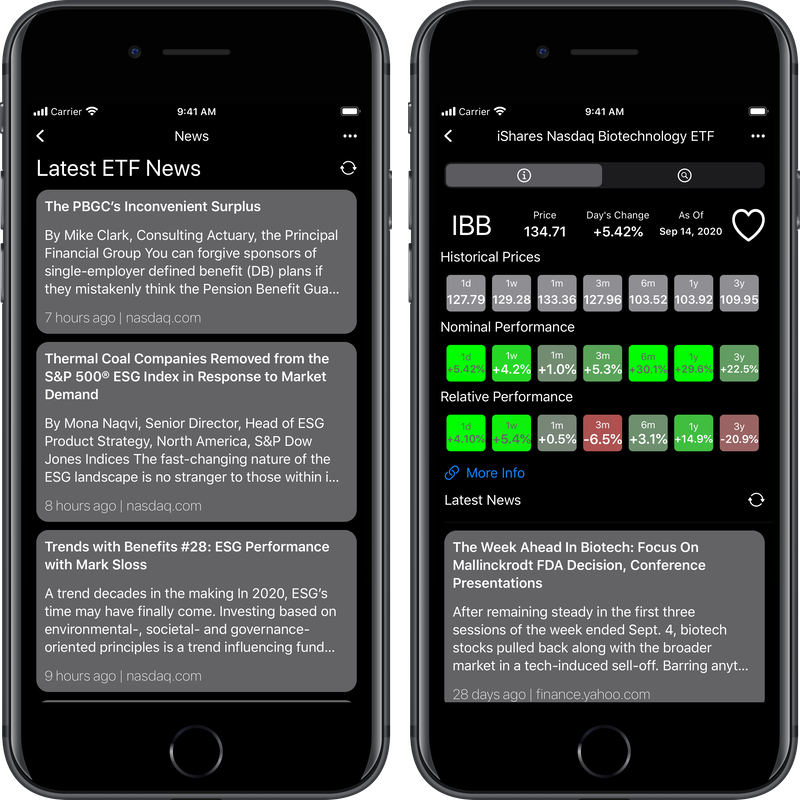 Carrier
9:41 AM
News
Latest ETF News
The PBGC’s Inconvenient Surplus
By Mike Clark, Consulting Actuary, the Principal
Financial Group You can forgive sponsors of
single-employer defined benefit (DB) plans if
they mistakenly think the Pension Benefit Gua...
7 hours ago | nasdaq.com
Thermal Coal Companies Removed from the
S&P 500® ESG Index in Response to Market
Demand
By Mona Naqvi, Senior Director, Head of ESG
Product Strategy, North America, S&P Dow
Jones Indices The fast-changing nature of the
ESG landscape is no stranger to those within i...
8 hours ago | nasdaq.com
Trends with Benefits #28: ESG Performance
with Mark Sloss
A trend decades in the making In 2020, ESG’s
time may have finally come. Investing based on
environmental-, societal- and governance-
oriented principles is a trend influencing fund...
9 hours ago | nasdaq.com
Carrier
9:41 AM
iShares Nasdaq Biotechnology ETF
IBB
Price
134.71
Day's Change
+5.42%
As Of
Sep 14, 2020
Historical Prices
1d 1w 1m 3m 6m 1y 3y
127.79 129.28 133.36 127.96 103.52 103.92 109.95
Nominal Performance
1d 1w 1m 3m 6m 1y 3y
+5.42% +4.2% +1.0% +5.3% +30.1% +29.6% +22.5%
Relative Performance
1d 1w 1m 3m 6m 1y 3y
+4.10% +5.4% +0.5% -6.5% +3.1% +14.9% -20.9%
More Info
Latest News
The Week Ahead In Biotech: Focus On
Mallinckrodt FDA Decision, Conference
Presentations
After remaining steady in the first three
sessions of the week ended Sept. 4, biotech
stocks pulled back along with the broader
market in a tech-induced sell-off. Barring anyt...
28 days ago | finance.yahoo.com